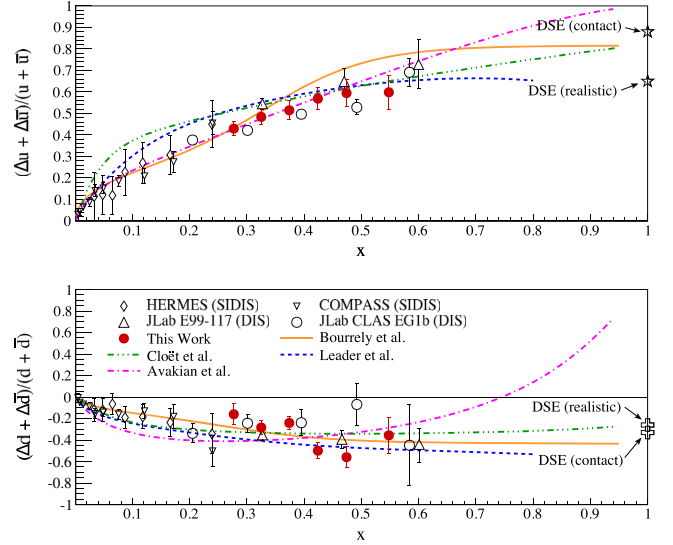 (Δu + Δu̅)/(u + u̅)
1
0.9
0.8
0.7
0.6
0.5
0.4
0.3
0.2
0.1
0
DSE (contact)
DSE (realistic)
0.1 0.2 0.3 0.4 0.5 0.6 0.7 0.8 0.9 1
x
(Δd + Δd̅)/(d + d̅)
1
0.8
0.6
0.4
0.2
0
-0.2
-0.4
-0.6
-0.8
-1
HERMES (SIDIS) COMPASS (SIDIS)
JLab E99-117 (DIS) JLab CLAS EG1b (DIS)
This Work Bourrely et al.
Cloët et al. Leader et al.
Avakian et al.
DSE (realistic)
DSE (contact)
0.1 0.2 0.3 0.4 0.5 0.6 0.7 0.8 0.9 1
x